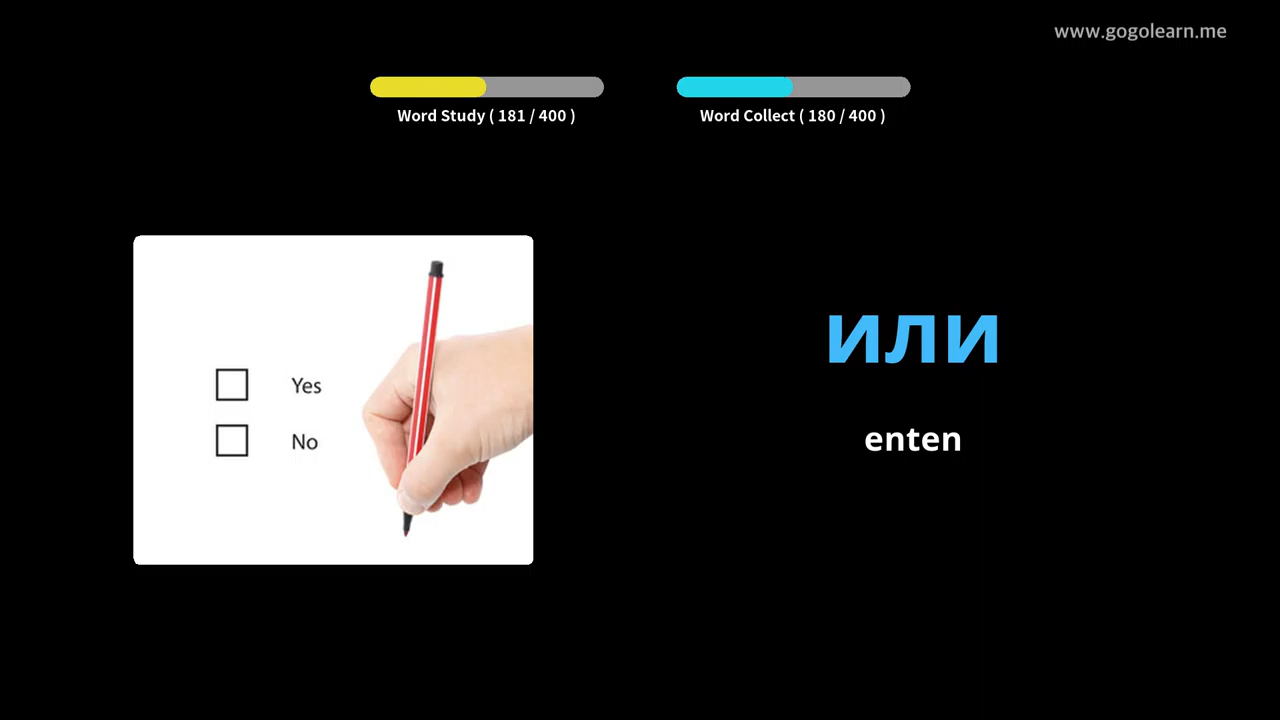 www.gogolearn.me
Word Study ( 181 / 400 )
Word Collect ( 180 / 400 )
Yes
No
или
enten